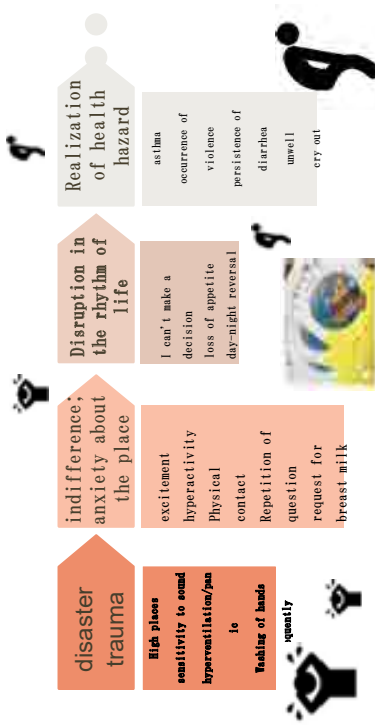 disaster
trauma
High places
sensitivity to sound
hyperventilation/pan
ic
Washing of hands
quently
indifference;
anxiety about
the place
excitement
hyperactivity
Physical
contact
Repetition of
question
request for
breast milk
Disruption in
the rhythm of
life
I can't make a
decision
loss of appetite
day-night reversal
Realization
of health
hazard
asthma
occurrence of
violence
persistence of
diarrhea
unwell
cry out